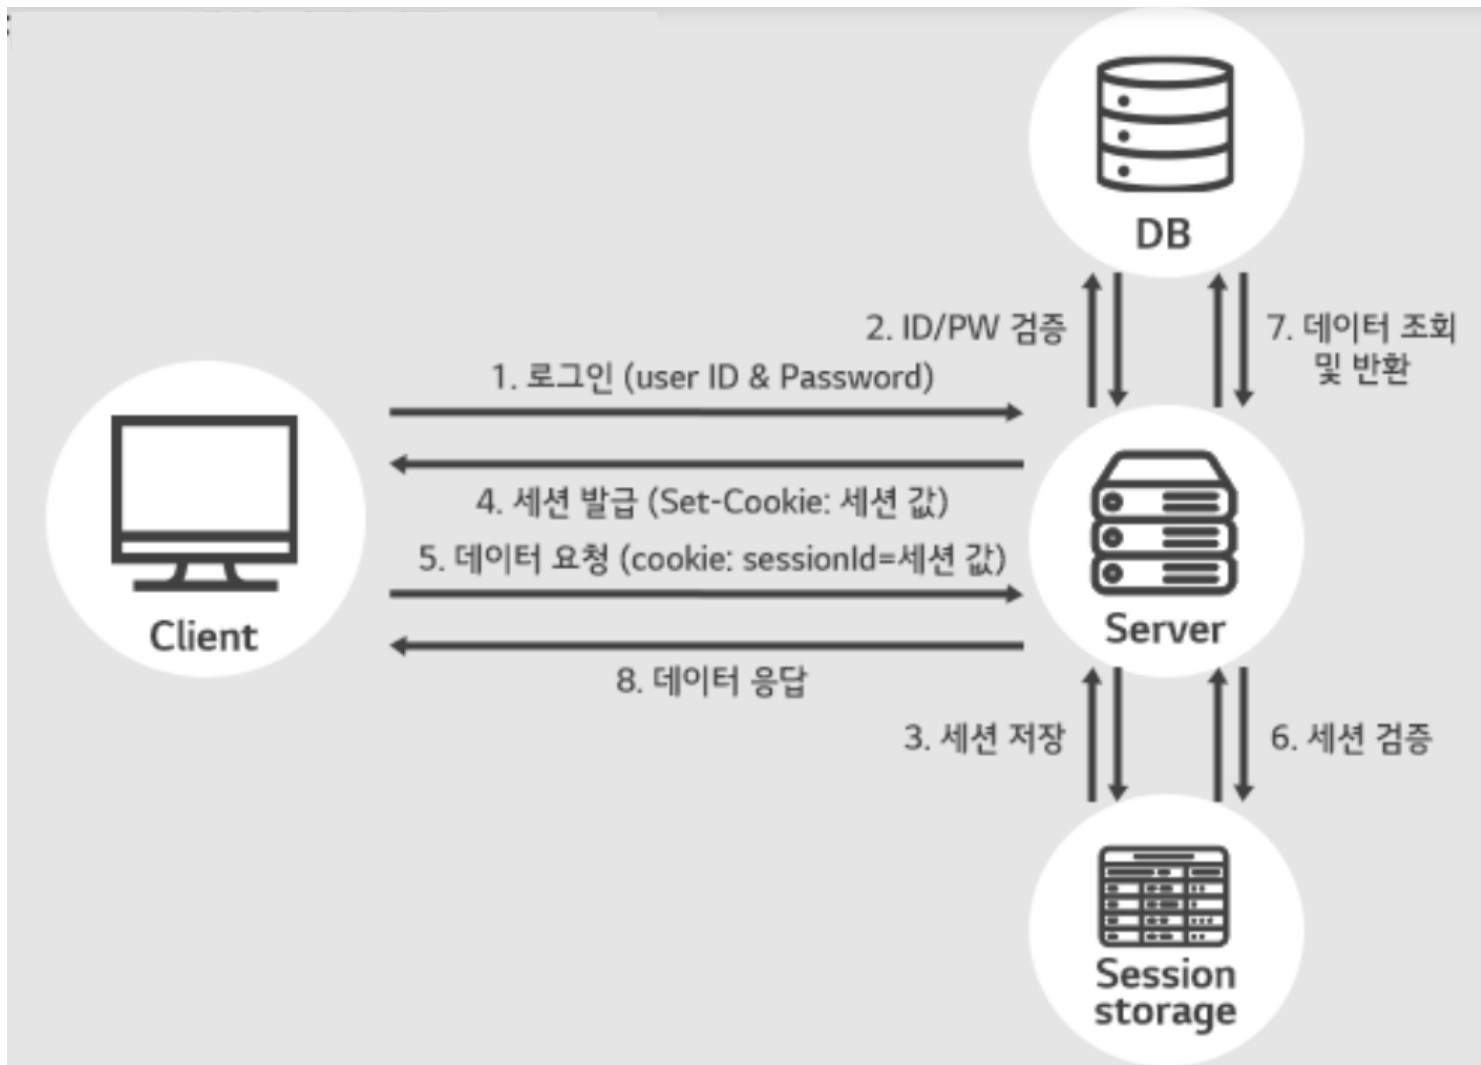 DB
2. ID/PW 검증
7. 데이터 조회
및 반환
1. 로그인 (user ID & Password)
4. 세션 발급 (Set-Cookie: 세션 값)
5. 데이터 요청 (cookie: sessionId=세션 값)
Client
Server
8. 데이터 응답
3. 세션 저장
6. 세션 검증
Session
storage